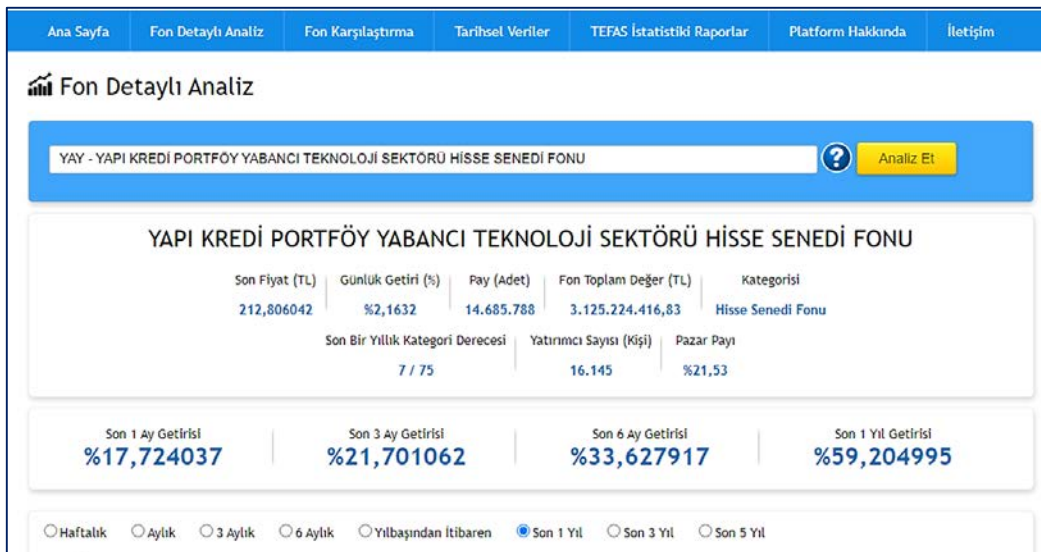 Ana Sayfa Fon Detaylı Analiz Fon Karşılaştırma Tarihsel Veriler TEFAS İstatistiki Raporlar Platform Hakkında İletişim
Fon Detaylı Analiz
YAY - YAPI KREDİ PORTFÖY YABANCI TEKNOLOJİ SEKTÖRÜ HİSSE SENEDİ FONU ? Analiz Et
YAPI KREDİ PORTFÖY YABANCI TEKNOLOJİ SEKTÖRÜ HİSSE SENEDİ FONU
Son Fiyat (TL) Günlük Getiri (%) Pay (Adet) Fon Toplam Değer (TL) Kategorisi
212,806042 %2,1632 14.685.788 3.125.224.416,83 Hisse Senedi Fonu
Son Bir Yıllık Kategori Derecesi Yatırımcı Sayısı (Kişi) Pazar Payı
7 / 75 16.145 %21,53
Son 1 Ay Getirisi Son 3 Ay Getirisi Son 6 Ay Getirisi Son 1 Yıl Getirisi
%17,724037 %21,701062 %33,627917 %59,204995
Haftalık Aylık 3 Aylık 6 Aylık Yılbaşından İtibaren Son 1 Yıl Son 3 Yıl Son 5 Yıl